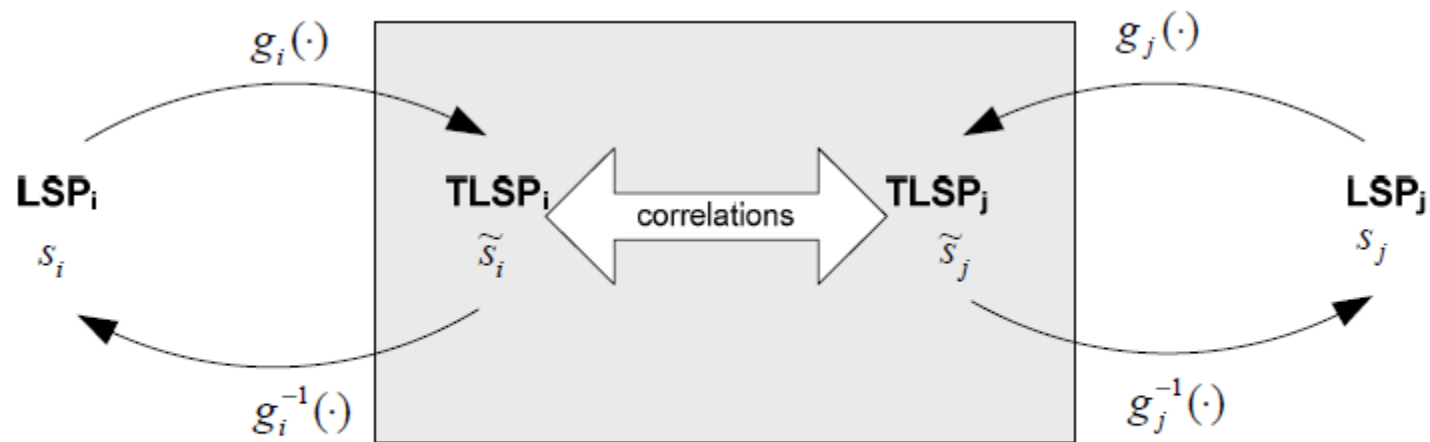 g_i(·) g_j(·)
LSP_i TLSP_i TLSP_j LSP_j
correlations
s_i s̃_i s̃_j s_j
g_i^{-1}(·) g_j^{-1}(·)